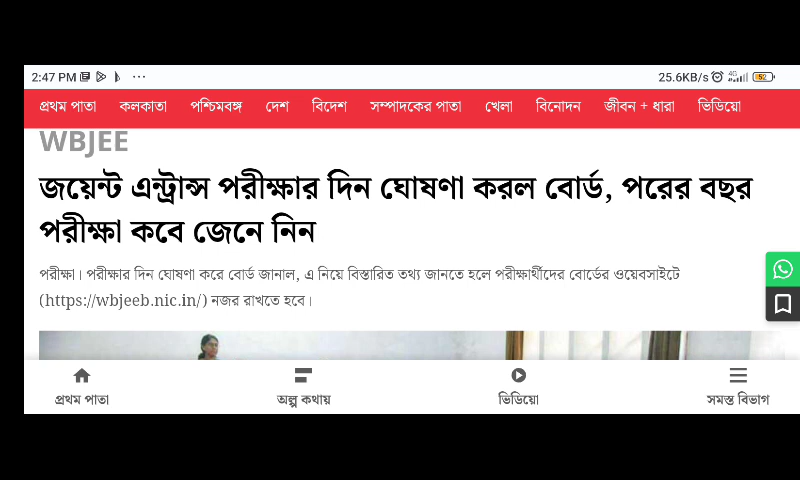 2:47 PM ... 25.6KB/s 4G 52
প্রথম পাতা কলকাতা পশ্চিমবঙ্গ দেশ বিদেশ সম্পাদকের পাতা খেলা বিনোদন জীবন + ধারা ভিডিয়ো
WBJEE
জয়েন্ট এন্ট্রান্স পরীক্ষার দিন ঘোষণা করল বোর্ড, পরের বছর
পরীক্ষা কবে জেনে নিন
পরীক্ষা। পরীক্ষার দিন ঘোষণা করে বোর্ড জানাল, এ নিয়ে বিস্তারিত তথ্য জানতে হলে পরীক্ষার্থীদের বোর্ডের ওয়েবসাইটে
(https://wbjeeb.nic.in/) নজর রাখতে হবে।
প্রথম পাতা অল্প কথায় ভিডিয়ো সমস্ত বিভাগ